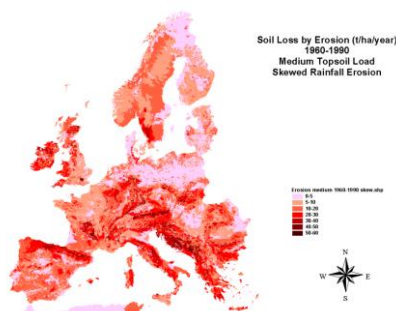 Soil Loss by Erosion (t/ha/year)
1960-1990
Medium Topsoil Load
Skewed Rainfall Erosion
Erosion medium 1960-1990 skew.shp
0-5
5-10
10-20
20-30
30-40
40-50
50-60
N
W E
S